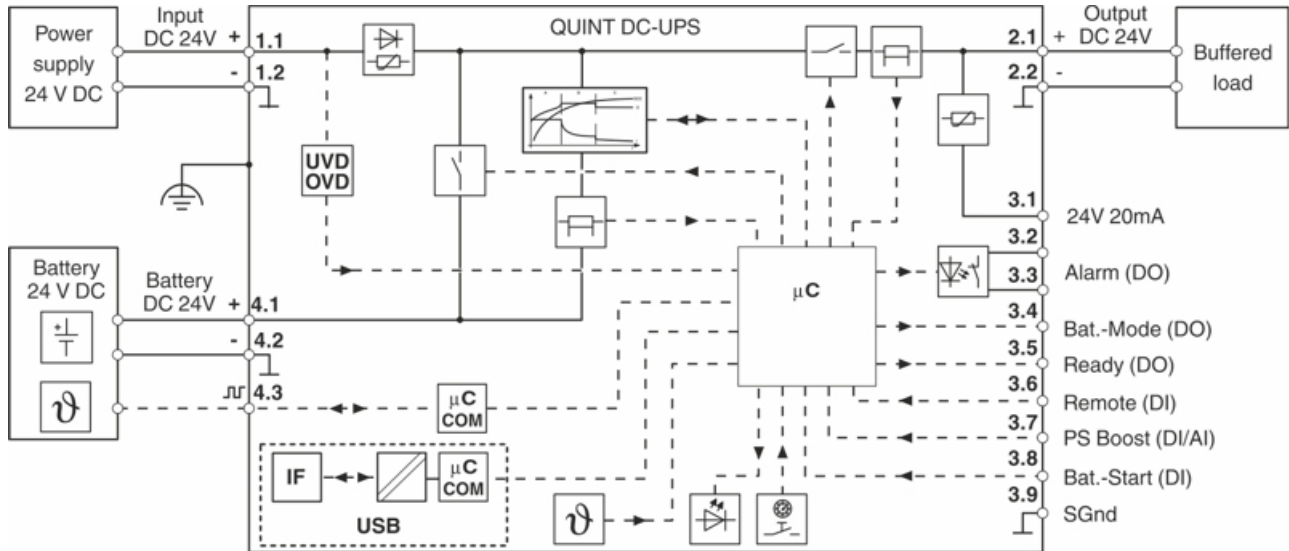 Power
supply
24 V DC
Input
DC 24V
+
1.1
-
1.2
QUINT DC-UPS
2.1
+
2.2
-
Output
DC 24V
Buffered
load
UVD
OVD
3.1
24V 20mA
3.2
3.3
Alarm (DO)
µC
3.4
Bat.-Mode (DO)
3.5
Ready (DO)
3.6
Remote (DI)
3.7
PS Boost (DI/AI)
3.8
Bat.-Start (DI)
3.9
SGnd
Battery
24 V DC
+
ϑ
Battery
DC 24V
+
4.1
-
4.2
4.3
µC
COM
IF
µC
COM
USB
ϑ